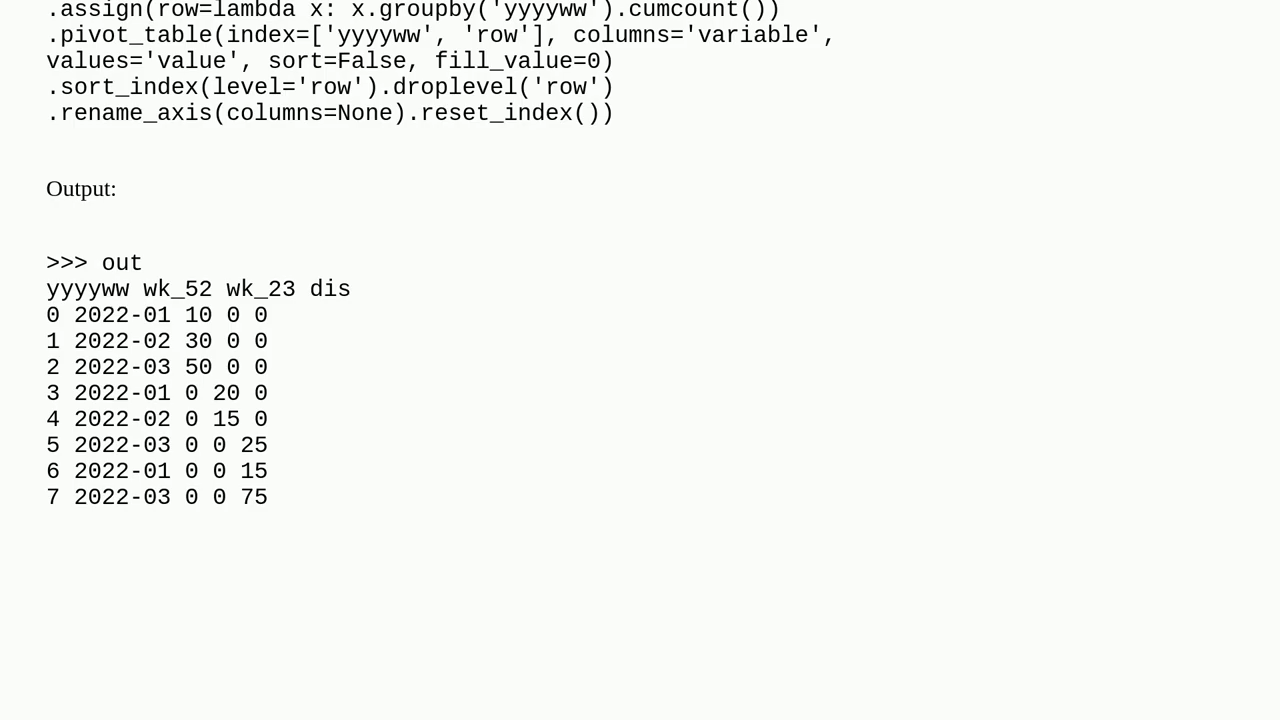 .assign(row=lambda x: x.groupby('yyyyww').cumcount())
.pivot_table(index=['yyyyww', 'row'], columns='variable',
values='value', sort=False, fill_value=0)
.sort_index(level='row').droplevel('row')
.rename_axis(columns=None).reset_index())
Output:
>>> out
yyyyww wk_52 wk_23 dis
0 2022-01 10 0 0
1 2022-02 30 0 0
2 2022-03 50 0 0
3 2022-01 0 20 0
4 2022-02 0 15 0
5 2022-03 0 0 25
6 2022-01 0 0 15
7 2022-03 0 0 75